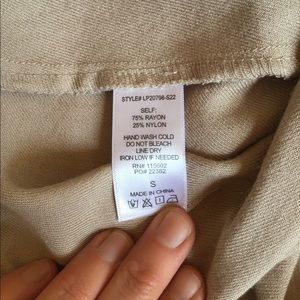 STYLE# LP20798-S22
SELF:
75% RAYON
25% NYLON
HAND WASH COLD
DO NOT BLEACH
LINE DRY
IRON LOW IF NEEDED
RN# 115602
PO# 22382
S
MADE IN CHINA